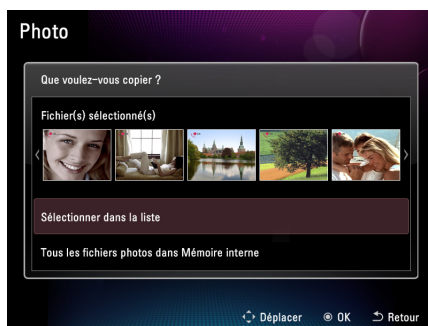 Photo
Que voulez-vous copier ?
Fichier(s) sélectionné(s)
Sélectionner dans la liste
Tous les fichiers photos dans Mémoire interne
Déplacer OK Retour